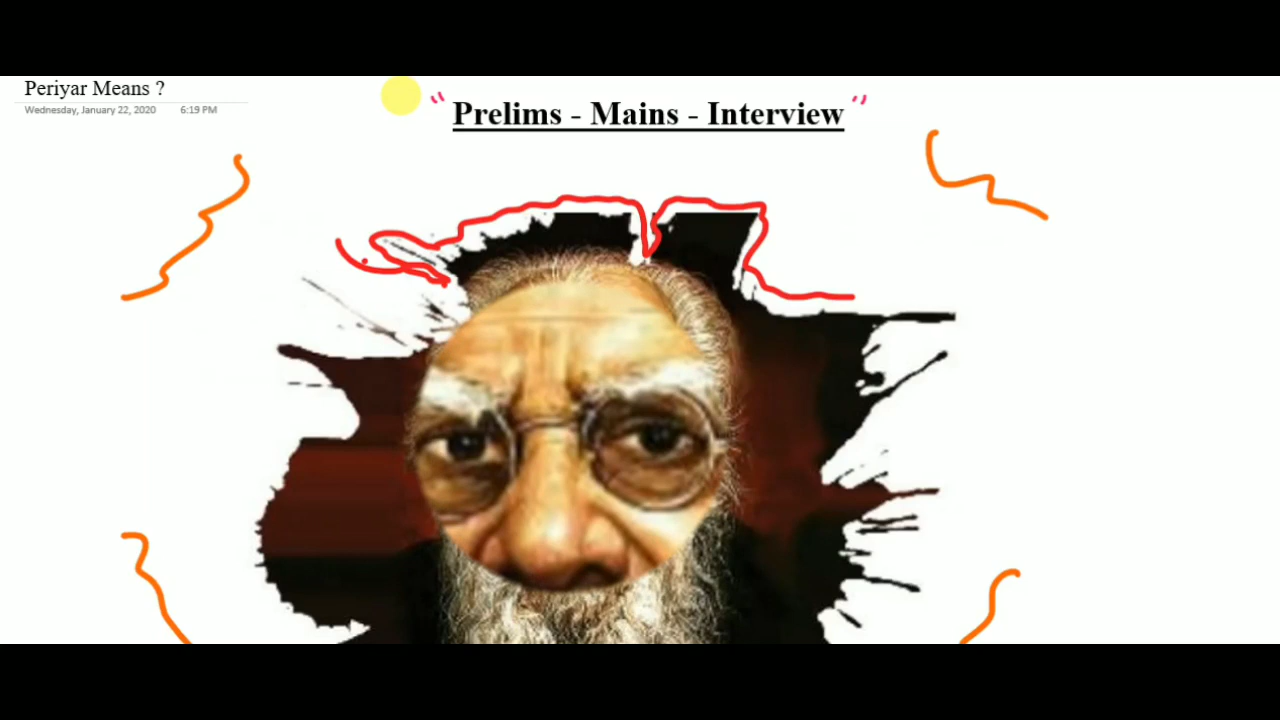 Periyar Means ?
Wednesday, January 22, 2020 6:19 PM
" Prelims - Mains - Interview "